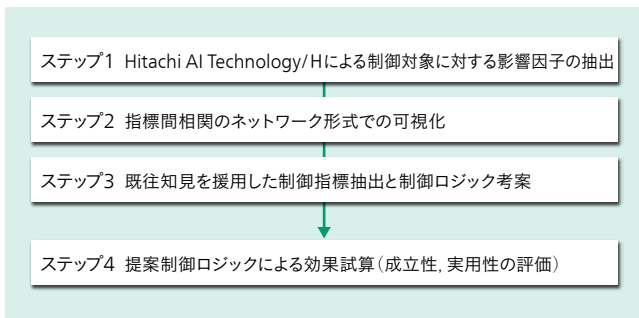 ステップ1 Hitachi AI Technology/Hによる制御対象に対する影響因子の抽出
ステップ2 指標間相関のネットワーク形式での可視化
ステップ3 既往知見を援用した制御指標抽出と制御ロジック考案
ステップ4 提案制御ロジックによる効果試算（成立性, 実用性の評価）